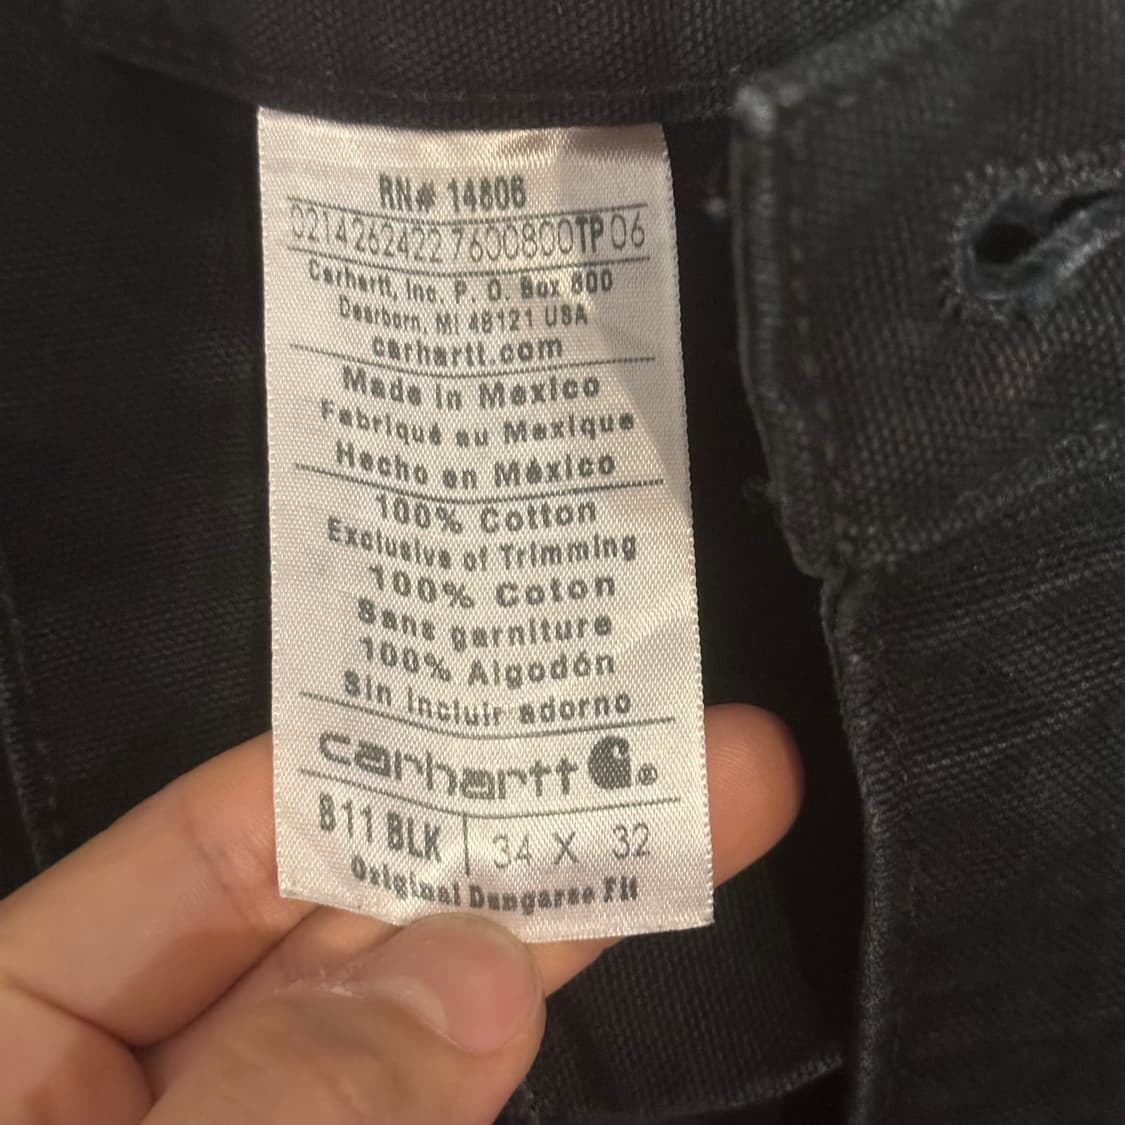 RN# 14806
0214262422 7600800TP 06
Carhartt, Inc. P. O. Box 600
Dearborn, MI 48121 USA
carhartt.com
Made in Mexico
Fabriqué au Mexique
Hecho en México
100% Cotton
Exclusive of Trimming
100% Coton
Sans garniture
100% Algodón
Sin incluir adorno
carhartt ®
B11 BLK | 34 X 32
Original Dungaree Fit